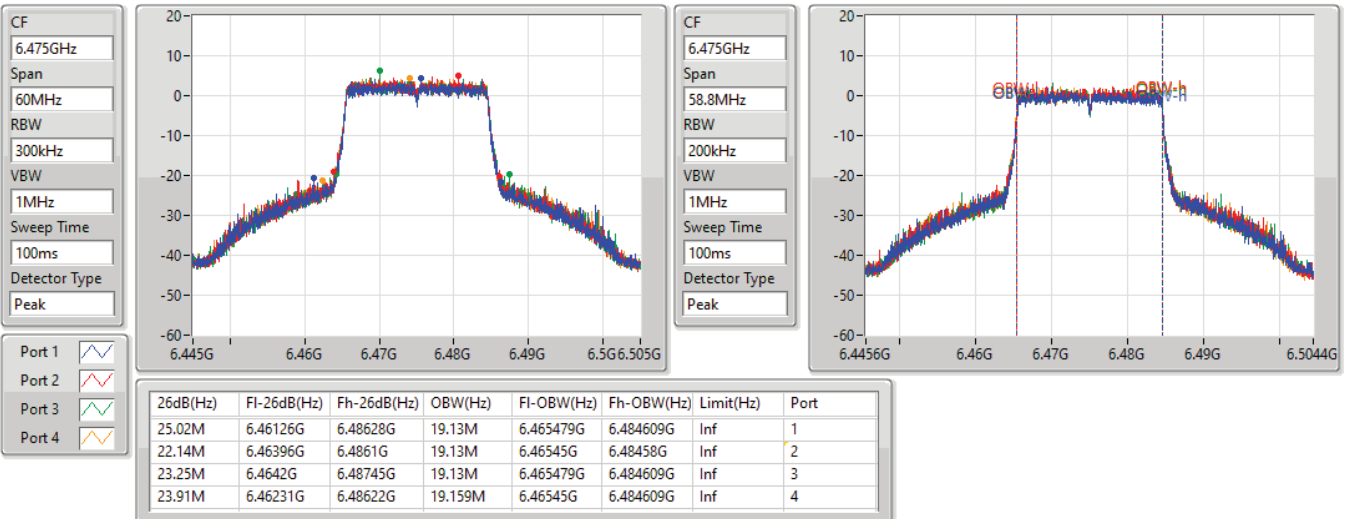 CF
6.475GHz
Span
60MHz
RBW
300kHz
VBW
1MHz
Sweep Time
100ms
Detector Type
Peak
20
10
0
-10
-20
-30
-40
-50
-60
6.445G 6.46G 6.47G 6.48G 6.49G 6.5G 6.505G
CF
6.475GHz
Span
58.8MHz
RBW
200kHz
VBW
1MHz
Sweep Time
100ms
Detector Type
Peak
20
10
0
-10
-20
-30
-40
-50
-60
OBW-h
6.4456G 6.46G 6.47G 6.48G 6.49G 6.5044G
Port 1
Port 2
Port 3
Port 4
26dB(Hz) Fl-26dB(Hz) Fh-26dB(Hz) OBW(Hz) Fl-OBW(Hz) Fh-OBW(Hz) Limit(Hz) Port
25.02M 6.46126G 6.48628G 19.13M 6.465479G 6.484609G Inf 1
22.14M 6.46396G 6.4861G 19.13M 6.46545G 6.48458G Inf 2
23.25M 6.4642G 6.48745G 19.13M 6.465479G 6.484609G Inf 3
23.91M 6.46231G 6.48622G 19.159M 6.46545G 6.484609G Inf 4